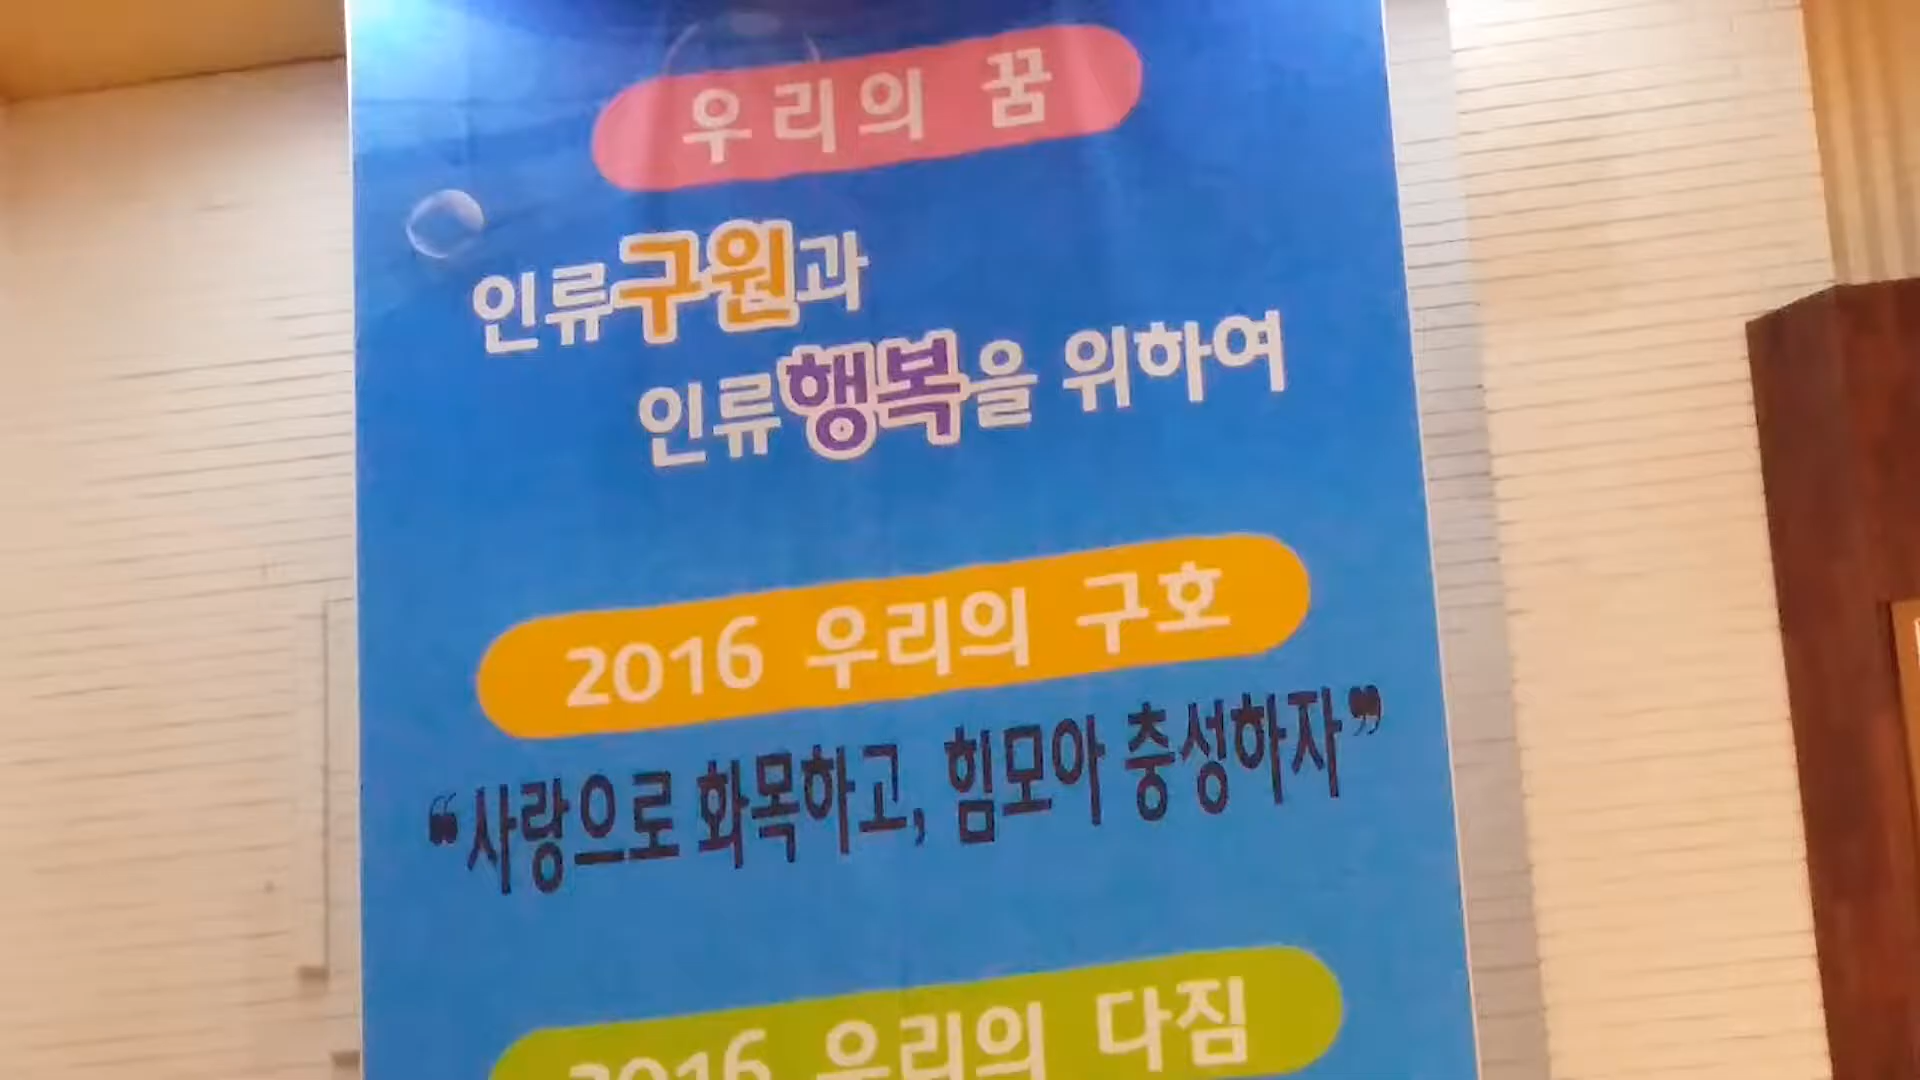 우리의 꿈
인류구원과
인류행복을 위하여
2016 우리의 구호
❝사랑으로 화목하고, 힘모아 충성하자❞
2016 우리의 다짐